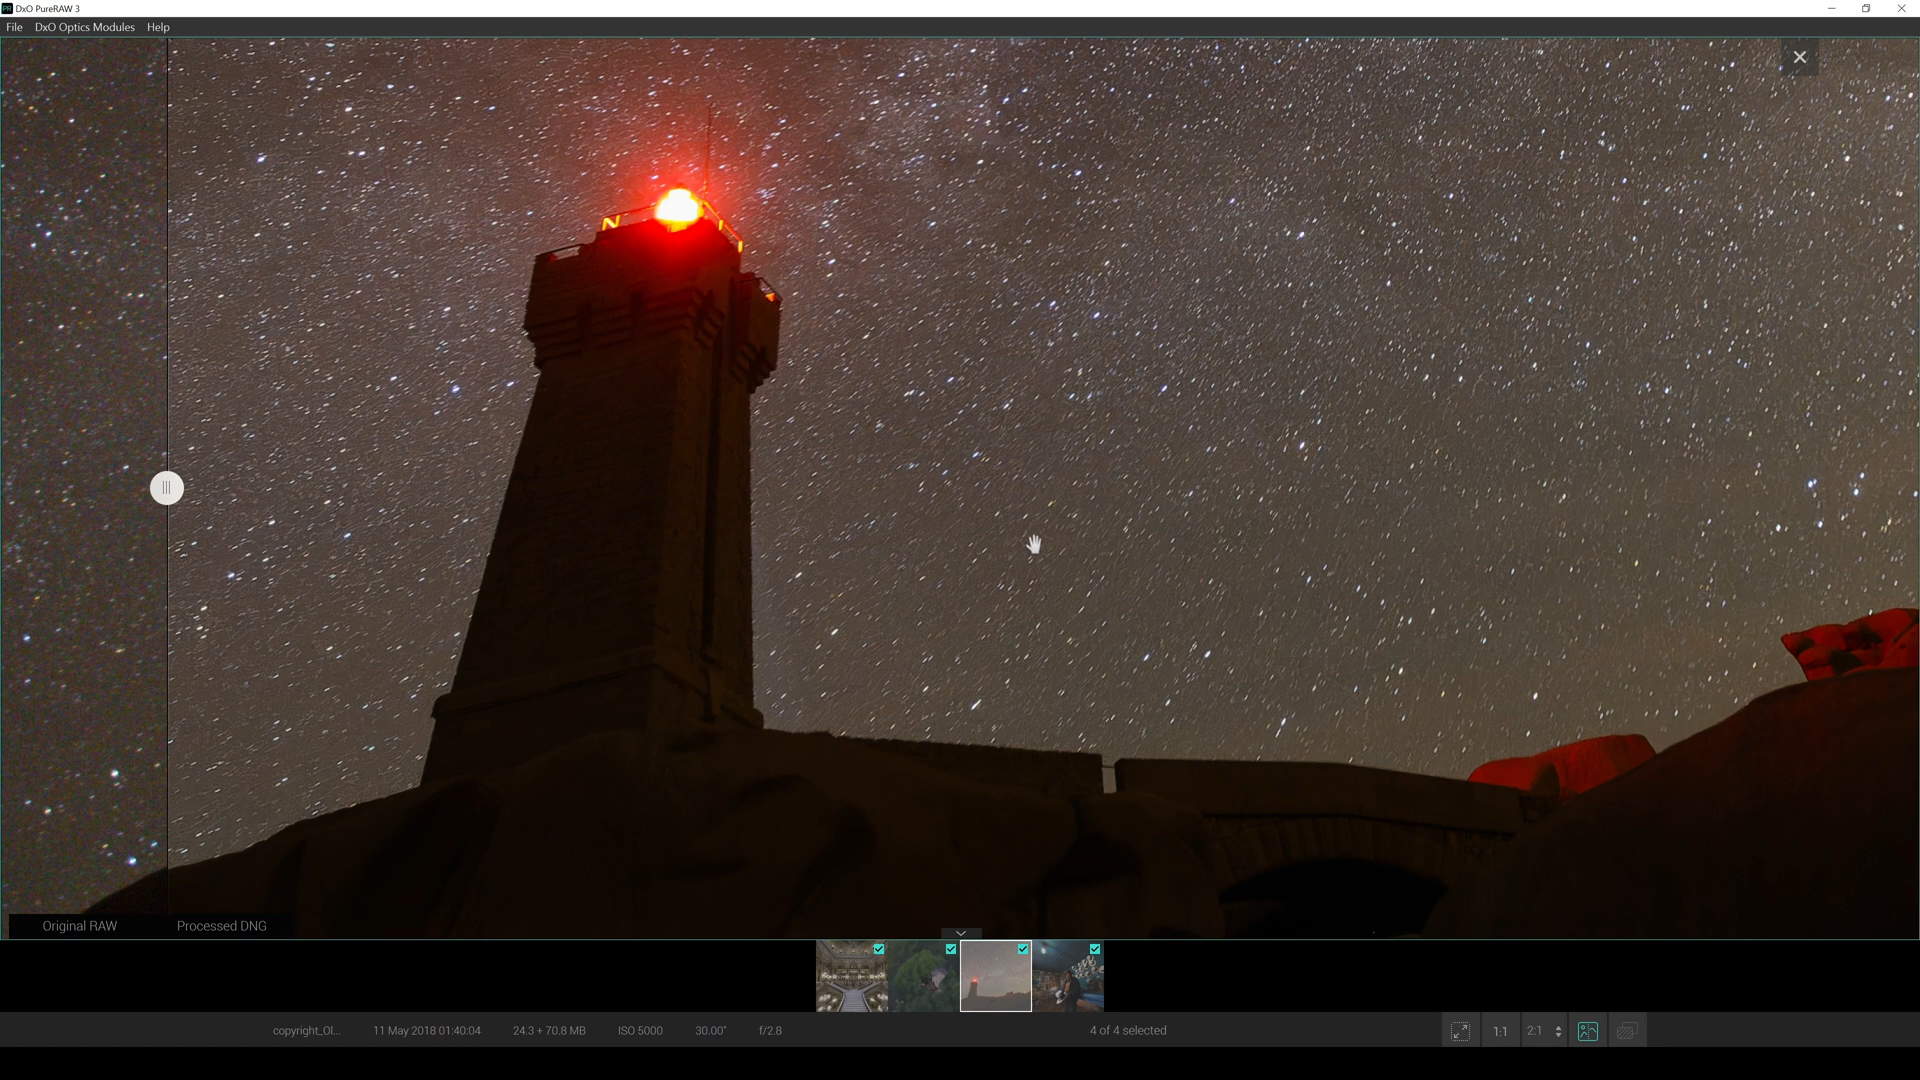 DxO PureRAW 3
File DxO Optics Modules Help
Original RAW Processed DNG
copyright_Ol... 11 May 2018 01:40:04 24.3 + 70.8 MB ISO 5000 30.00" f/2.8 4 of 4 selected 1:1 2:1